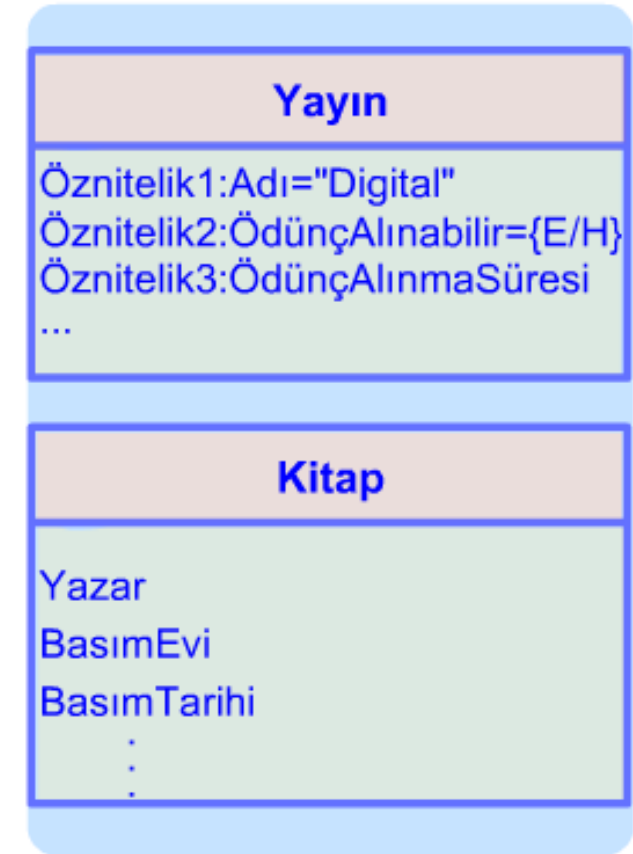 Yayın
Öznitelik1:Adı="Digital"
Öznitelik2:ÖdünçAlınabilir={E/H}
Öznitelik3:ÖdünçAlınmaSüresi
...
Kitap
Yazar
BasımEvi
BasımTarihi
.
.
.